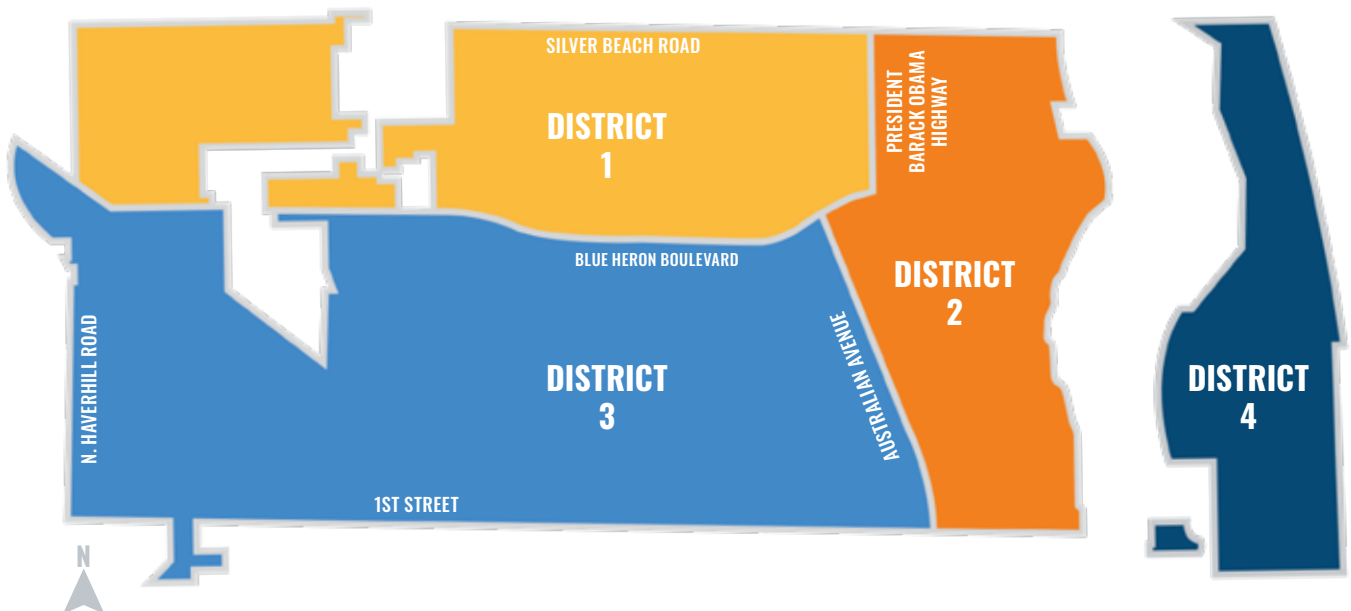 SILVER BEACH ROAD
DISTRICT
1
PRESIDENT
BARACK OBAMA
HIGHWAY
BLUE HERON BOULEVARD
DISTRICT
2
N. HAVERHILL ROAD
DISTRICT
3
AUSTRALIAN AVENUE
DISTRICT
4
1ST STREET
N